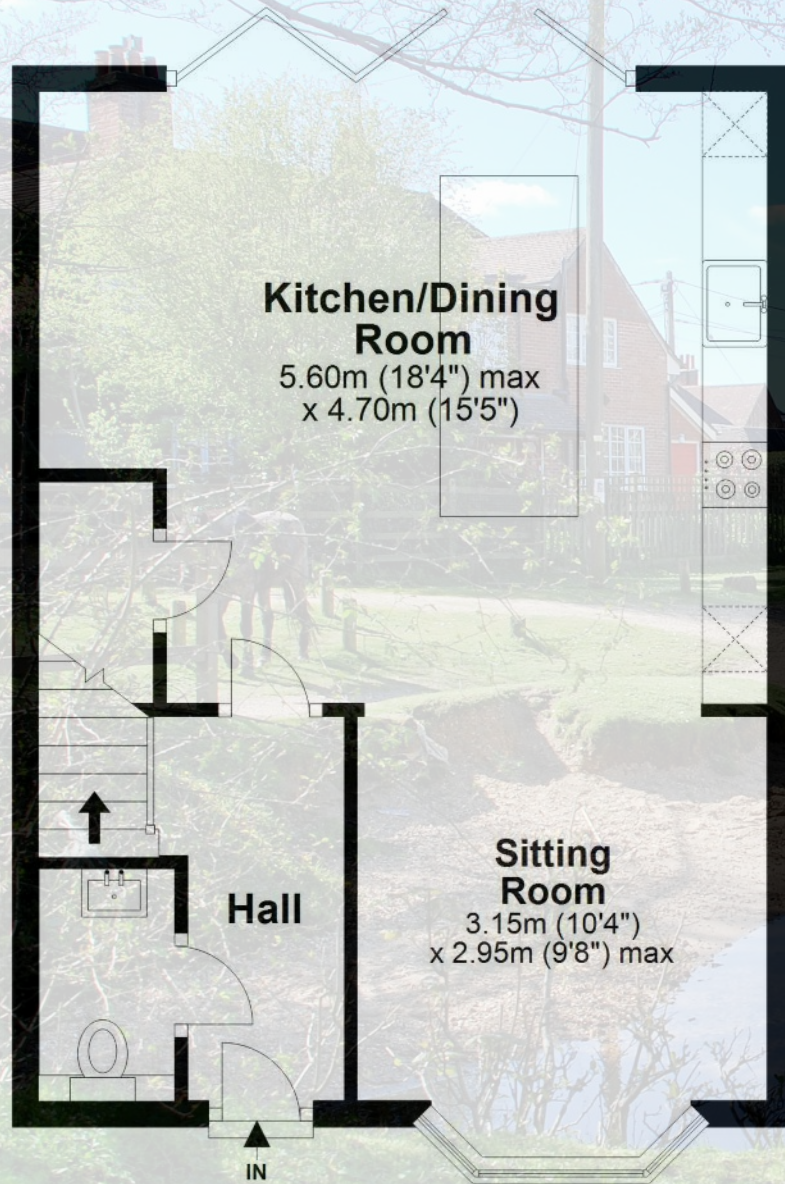 Kitchen/Dining
Room
5.60m (18'4") max
x 4.70m (15'5")
Hall
Sitting
Room
3.15m (10'4")
x 2.95m (9'8") max
IN